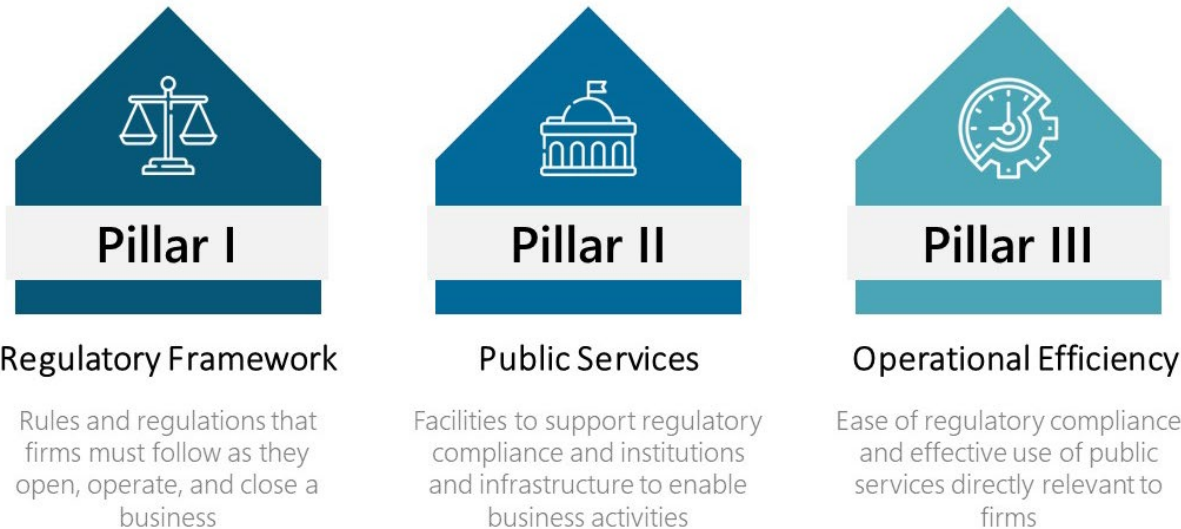 Pillar I
Regulatory Framework
Rules and regulations that
firms must follow as they
open, operate, and close a
business
Pillar II
Public Services
Facilities to support regulatory
compliance and institutions
and infrastructure to enable
business activities
Pillar III
Operational Efficiency
Ease of regulatory compliance
and effective use of public
services directly relevant to
firms